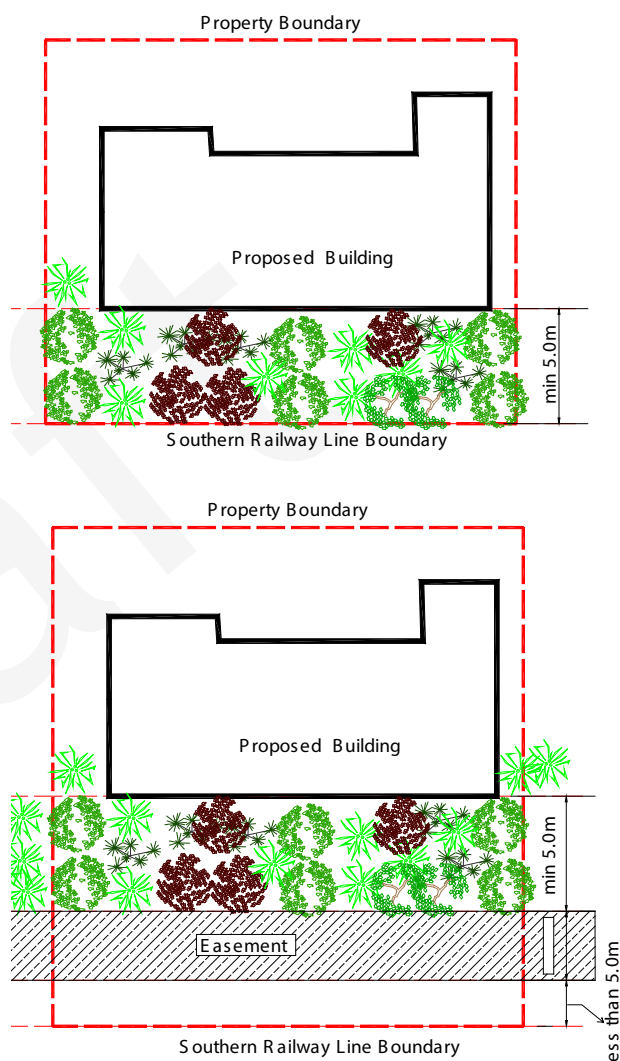 Property Boundary
Proposed Building
min 5.0m
Southern Railway Line Boundary
Property Boundary
Proposed Building
min 5.0m
Easement
ess than 5.0m
Southern Railway Line Boundary